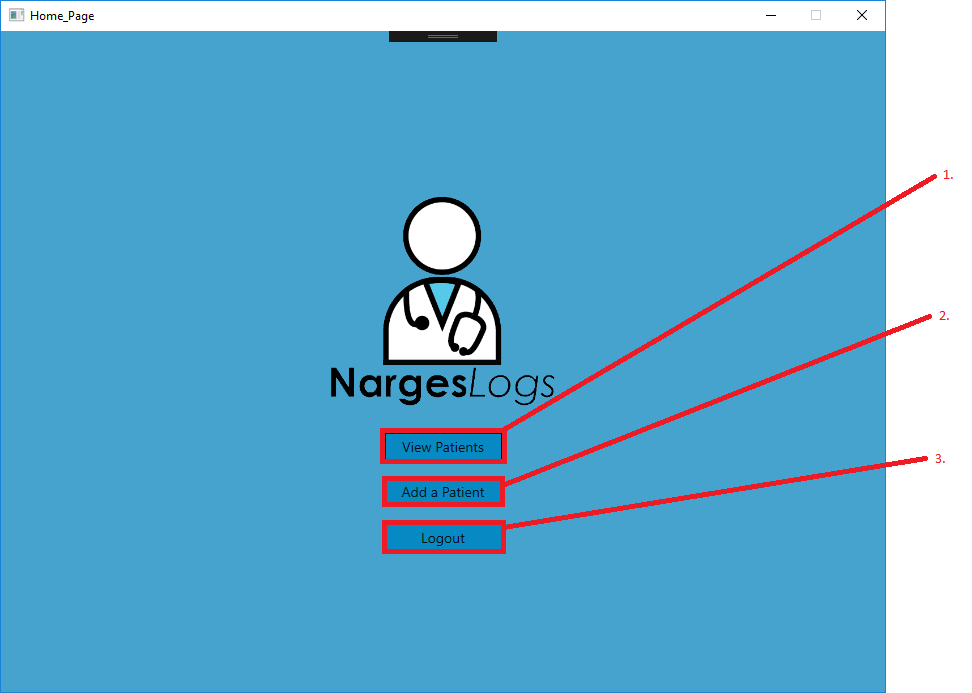 Home_Page
1.
2.
NargesLogs
View Patients
3.
Add a Patient
Logout